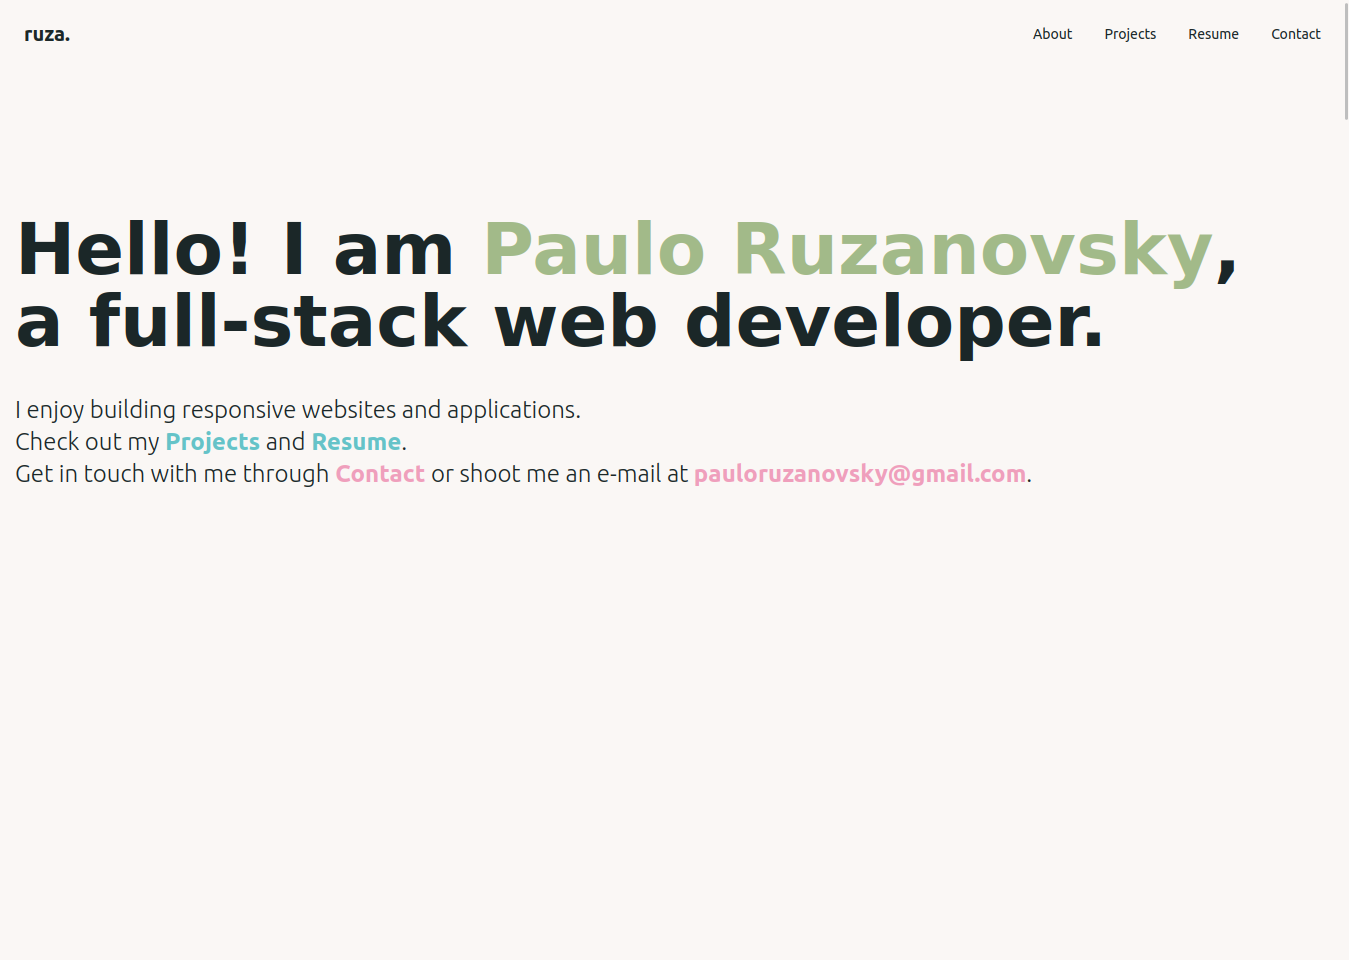 ruza.
About Projects Resume Contact
Hello! I am Paulo Ruzanovsky,
a full-stack web developer.
I enjoy building responsive websites and applications.
Check out my Projects and Resume.
Get in touch with me through Contact or shoot me an e-mail at pauloruzanovsky@gmail.com.